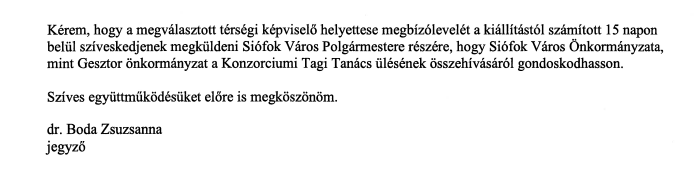 Kérem, hogy a megválasztott térségi képviselő helyettese megbízólevelét a kiállítástól számított 15 napon
belül szíveskedjenek megküldeni Siófok Város Polgármestere részére, hogy Siófok Város Önkormányzata,
mint Gesztor önkormányzat a Konzorciumi Tagi Tanács ülésének összehívásáról gondoskodhasson.
Szíves együttműködésüket előre is megköszönöm.
dr. Boda Zsuzsanna
jegyző